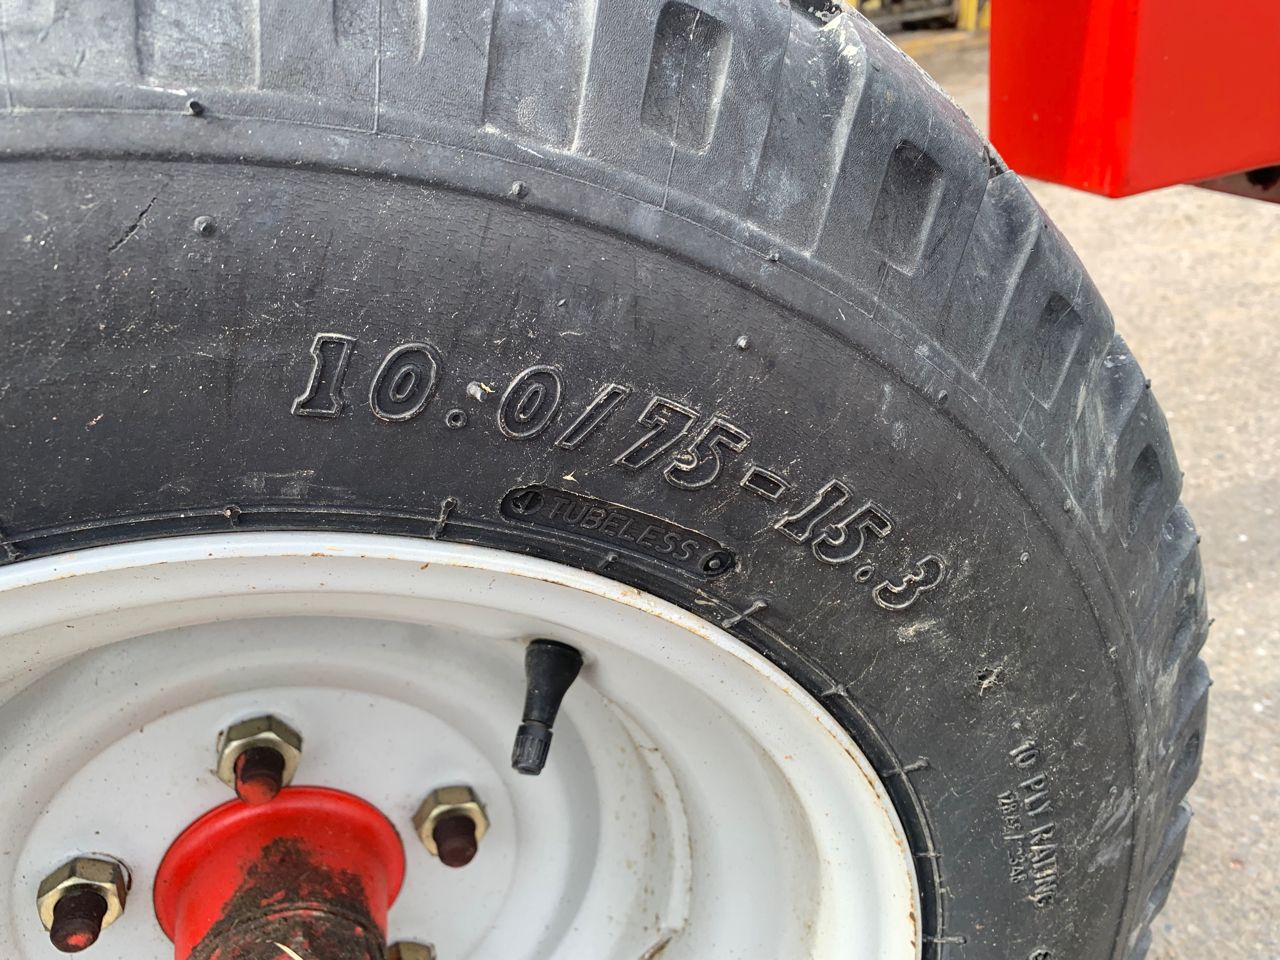 10.0/75-15.3
TUBELESS
10 PLY RATING